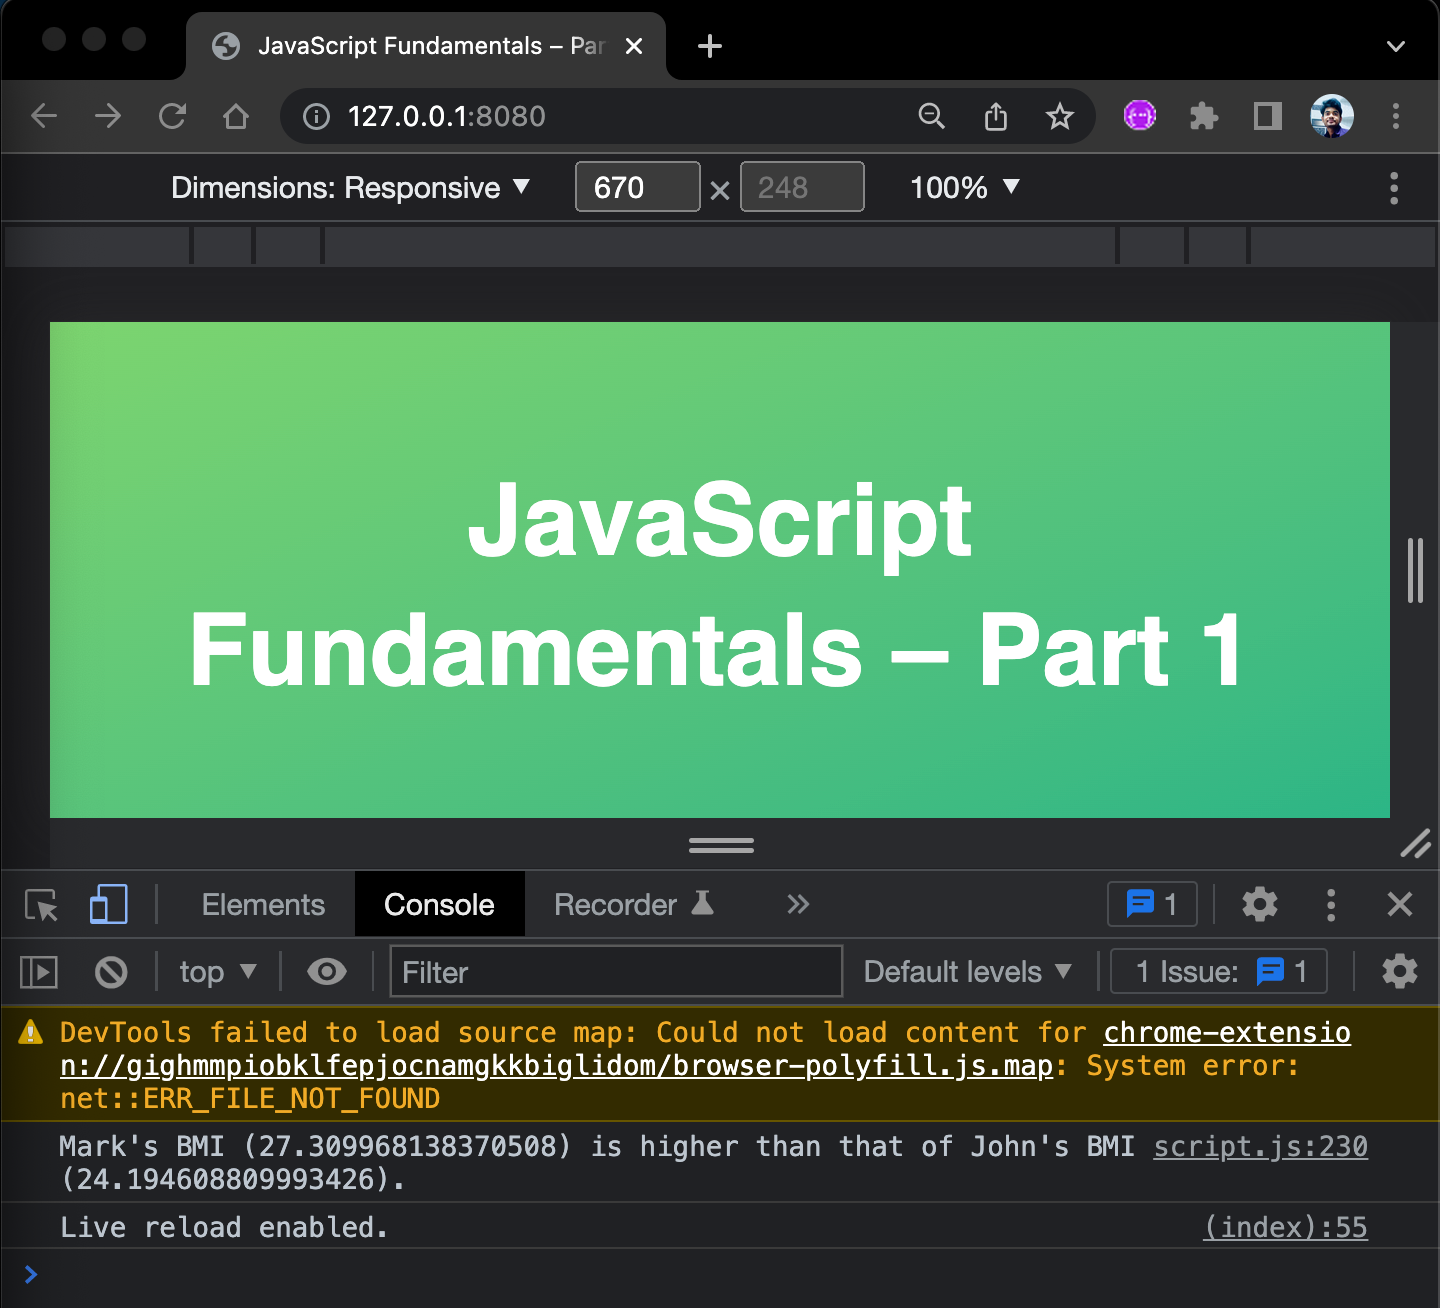 JavaScript Fundamentals – Par
127.0.0.1:8080
Dimensions: Responsive ▼ 670 × 248 100% ▼
JavaScript
Fundamentals – Part 1
Elements Console Recorder 1
top ▼ Filter Default levels ▼ 1 Issue: 1
DevTools failed to load source map: Could not load content for chrome-extensio
n://gighmmpiobklfepjocnamgkkbiglidom/browser-polyfill.js.map: System error:
net::ERR_FILE_NOT_FOUND
Mark's BMI (27.309968138370508) is higher than that of John's BMI script.js:230
(24.194608809993426).
Live reload enabled. (index):55